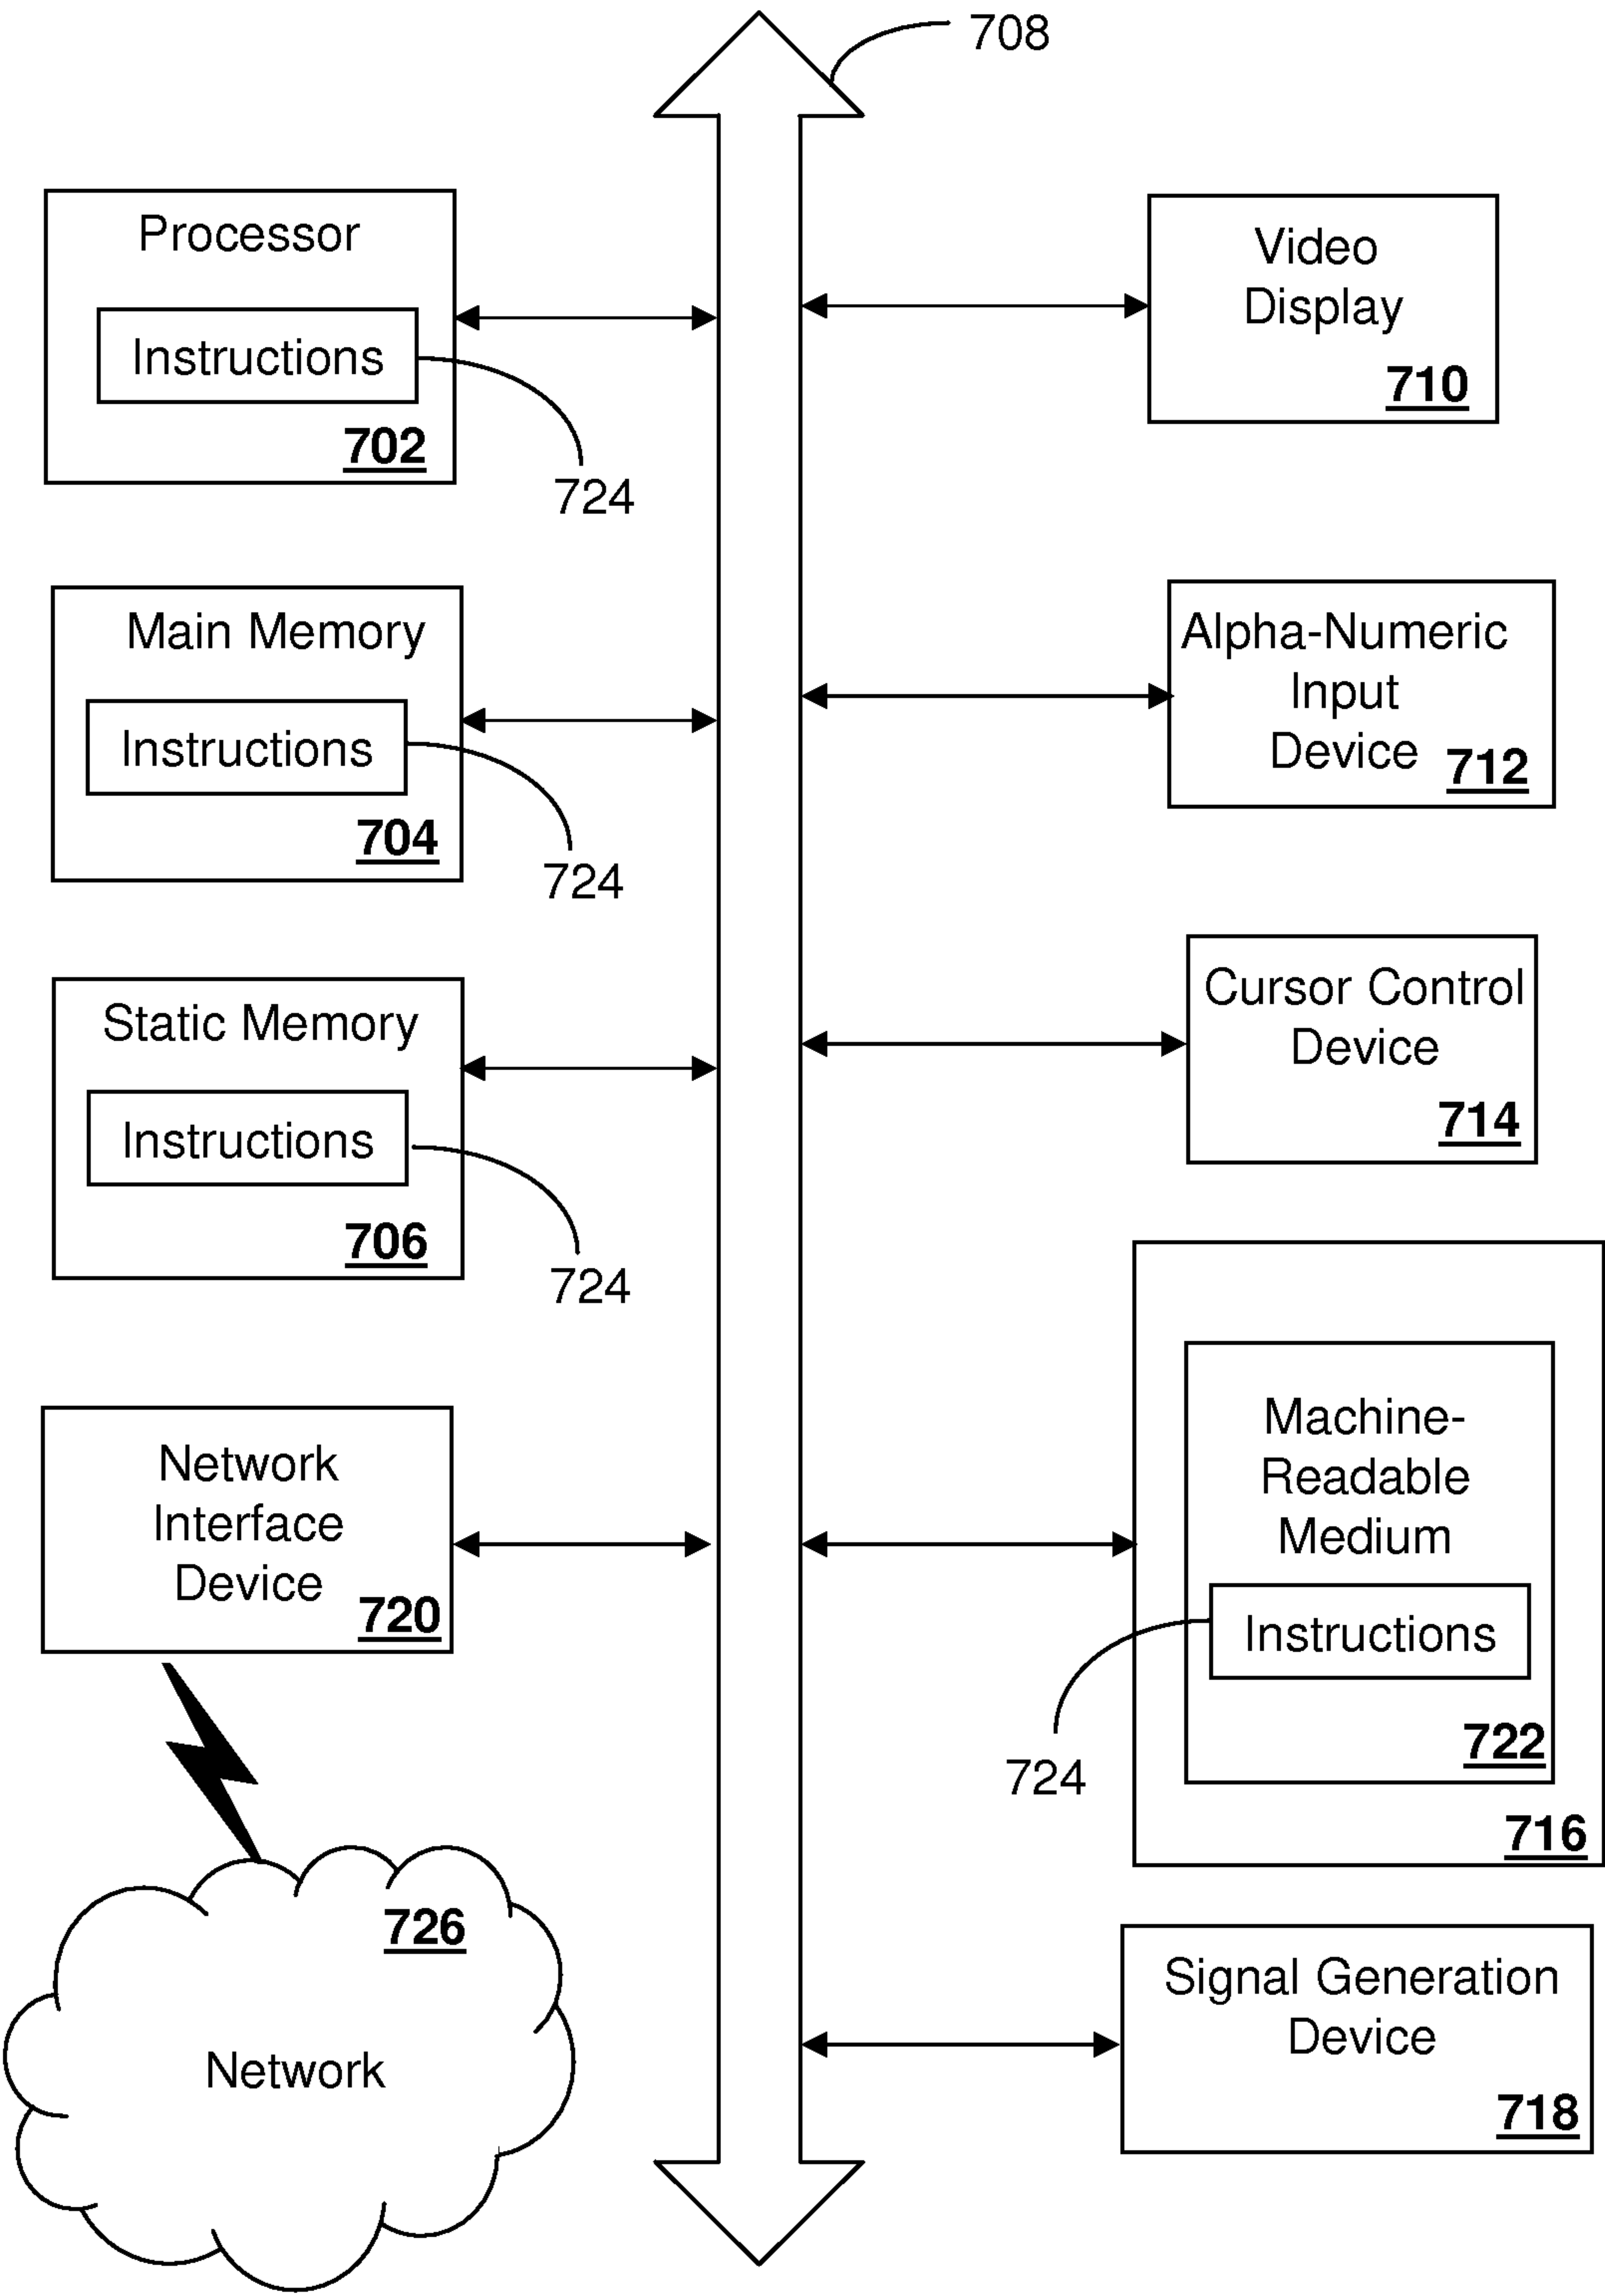 708
Processor
Instructions
702
724
Main Memory
Instructions
704
724
Static Memory
Instructions
706
724
Network
Interface
Device
720
726
Network
Video
Display
710
Alpha-Numeric
Input
Device
712
Cursor Control
Device
714
Machine-
Readable
Medium
Instructions
722
724
716
Signal Generation
Device
718